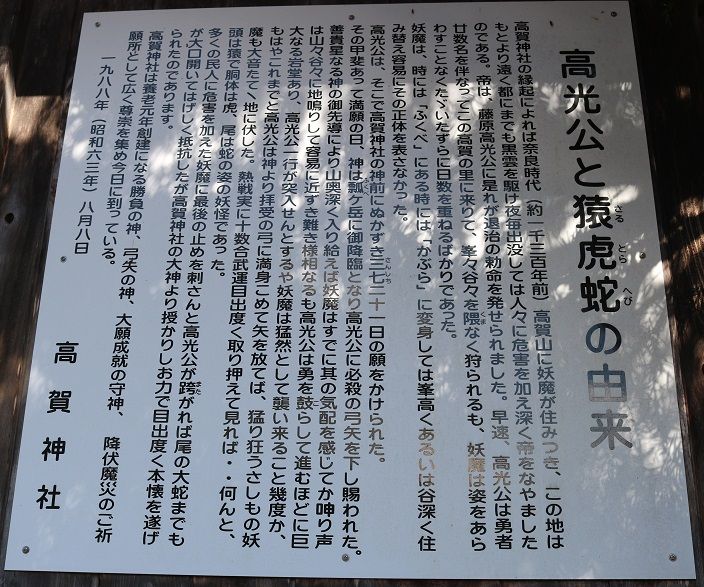 高光公と猿虎蛇の由来
さる とら へび
高賀神社の縁起によれば奈良時代（約一千三百年前）高賀山に妖魔が住みつき、この地は
もとより遠く都にまでも黒雲を駆け夜毎出没しては人々に危害を加え深く帝をなやました
のである。帝は、藤原高光公に是れが退治の勅命を発せられました。早速、高光公は勇者
廿数名を伴なってこの高賀の里に来りて、峯々谷々を隈なく狩られるも、妖魔は姿をあら
くま
わすことなくたゞいたずらに日数を重ねるばかりであった。
妖魔は、時には「ふくべ」にある時には「かぶら」に変身しては峯高くあるいは谷深く住
み替え容易にその正体を表さなかった。
高光公は、そこで高賀神社の神前にぬかずき三七二十一日の願をかけられた。
その甲斐あって満願の日、神は瓢ケ岳に御降臨となり高光公に必殺の弓矢を下し賜われた。
善貴星なる神の御先導により山奥深く入り給えば妖魔はすでに其の気配を感じてか呻り声
は山々谷々に地鳴りして容易に近ずき難き様相なるも高光公は勇を鼓らして進むほどに巨
大なる岩堂あり、高光公一行が突入せんとするや妖魔は猛然として襲い来ること幾度か、
もはやこれまでと高光公は神より拝受の弓に満身こめて矢を放てば、猛り狂うさしもの妖
魔も大音たて、地に伏した。熱戦実に十数合武運目出度く取り押えて見れば・・何んと、
頭は猿で胴体は虎、尾は蛇の姿の妖怪であった。
多くの民人に危害を加えた妖魔に最後の止めを刺さんと高光公が跨がれば尾の大蛇までも
が大口開いてはげしく抵抗したが高賀神社の大神より授かりしお力で目出度く本懐を遂げ
られたのであります。
高賀神社は養老元年創建になる勝負の神、弓矢の神、大願成就の守神、 降伏魔災のご祈
願所として広く尊崇を集め今日に到っている。
一九八八年（昭和六三年）八月八日
高賀神社